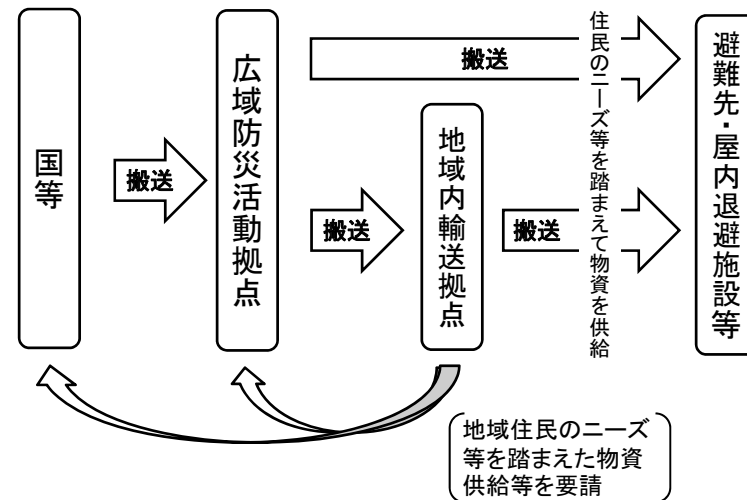 国等
搬送
広域防災活動拠点
搬送
搬送
地域内輸送拠点
搬送
住民のニーズ等を踏まえて物資を供給
避難先・屋内退避施設等
地域住民のニーズ
等を踏まえた物資
供給等を要請